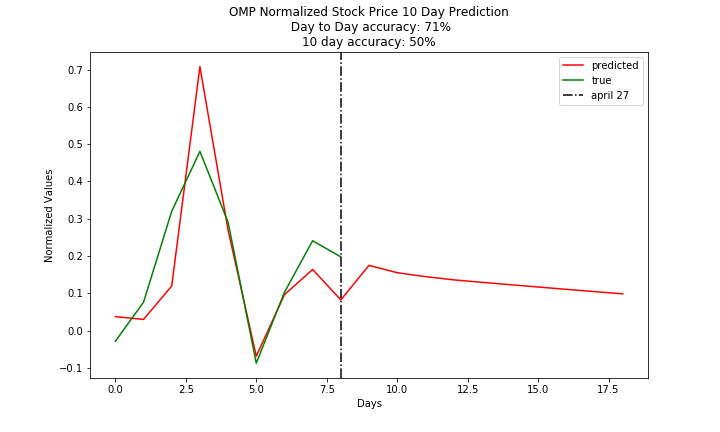 OMP Normalized Stock Price 10 Day Prediction
Day to Day accuracy: 71%
10 day accuracy: 50%
predicted
true
april 27
0.7
0.6
0.5
0.4
0.3
0.2
0.1
0.0
−0.1
Normalized Values
0.0 2.5 5.0 7.5 10.0 12.5 15.0 17.5
Days